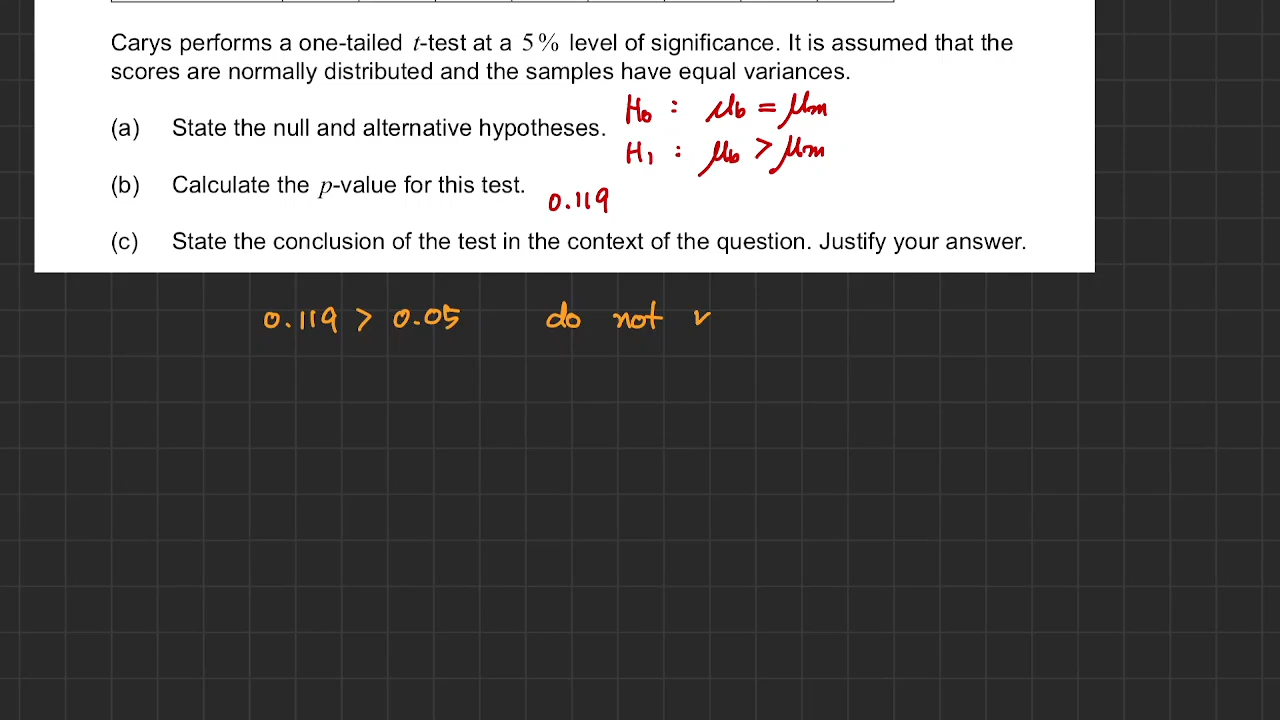 Carys performs a one-tailed t-test at a 5% level of significance. It is assumed that the
scores are normally distributed and the samples have equal variances.
(a) State the null and alternative hypotheses.
H₀ : μb = μm
H₁ : μb > μm
(b) Calculate the p-value for this test.
0.119
(c) State the conclusion of the test in the context of the question. Justify your answer.
0.119 > 0.05 do not